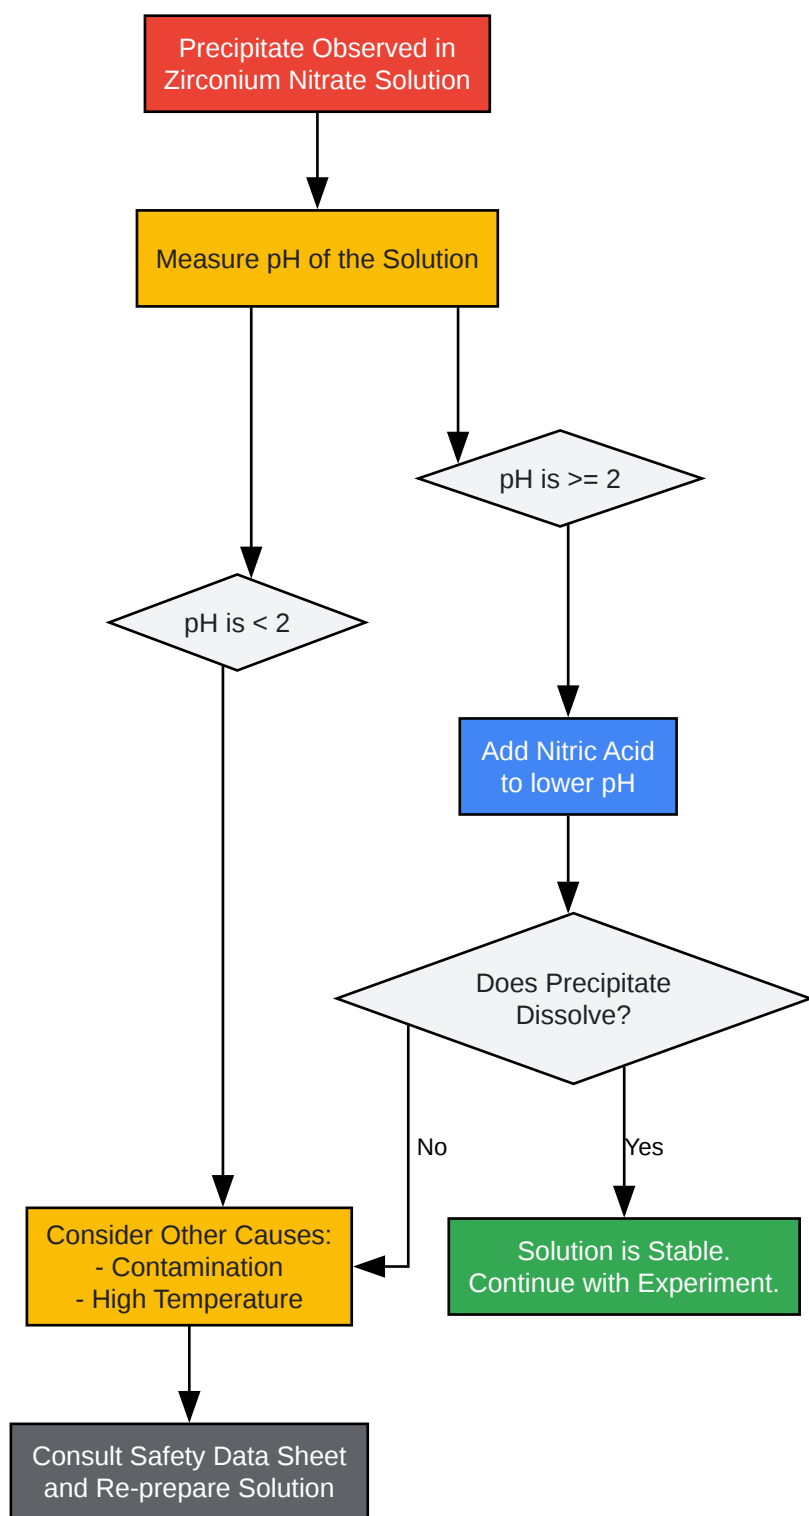 Precipitate Observed in
Zirconium Nitrate Solution
Measure pH of the Solution
pH is >= 2
pH is < 2
Add Nitric Acid
to lower pH
Does Precipitate
Dissolve?
No
Yes
Consider Other Causes:
- Contamination
- High Temperature
Solution is Stable.
Continue with Experiment.
Consult Safety Data Sheet
and Re-prepare Solution